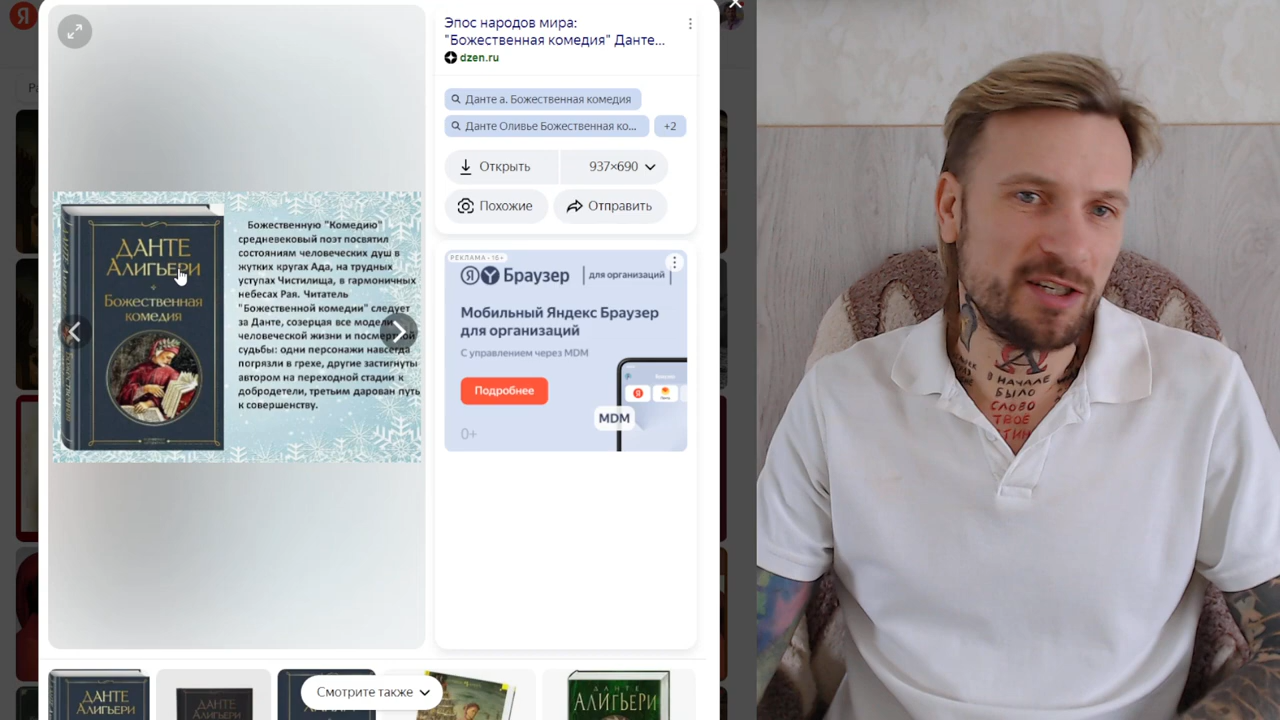 Эпос народов мира:
"Божественная комедия" Данте...
dzen.ru
Данте а. Божественная комедия
Данте Оливье Божественная ко...
+2
Открыть
937×690
Похожие
Отправить
ДАНТЕ
АЛИГЬЕРИ
Божественная
комедия
Божественную "Комедию"
средневековый поэт посвятил
состояниям человеческих душ в
жутких кругах Ада, на трудных
уступах Чистилища, в гармоничных
небесах Рая. Читатель
"Божественной комедии" следует
за Данте, созерцая все модели
человеческой жизни и посмертной
судьбы: одни персонажи навсегда
погрязли в грехе, другие застигнуты
автором на переходной стадии к
добродетели, третьим дарован путь
к совершенству.
РЕКЛАМА • 16+
Я Браузер для организаций
Мобильный Яндекс Браузер
для организаций
С управлением через MDM
Подробнее
MDM
0+
Смотрите также
ДАНТЕ
АЛИГЬЕРИ
ДАНТЕ
АЛИГЬЕРИ
ДАНТЕ
АЛИГЬЕРИ
В НАЧАЛЕ
БЫЛО
СЛОВО
ТВОЁ